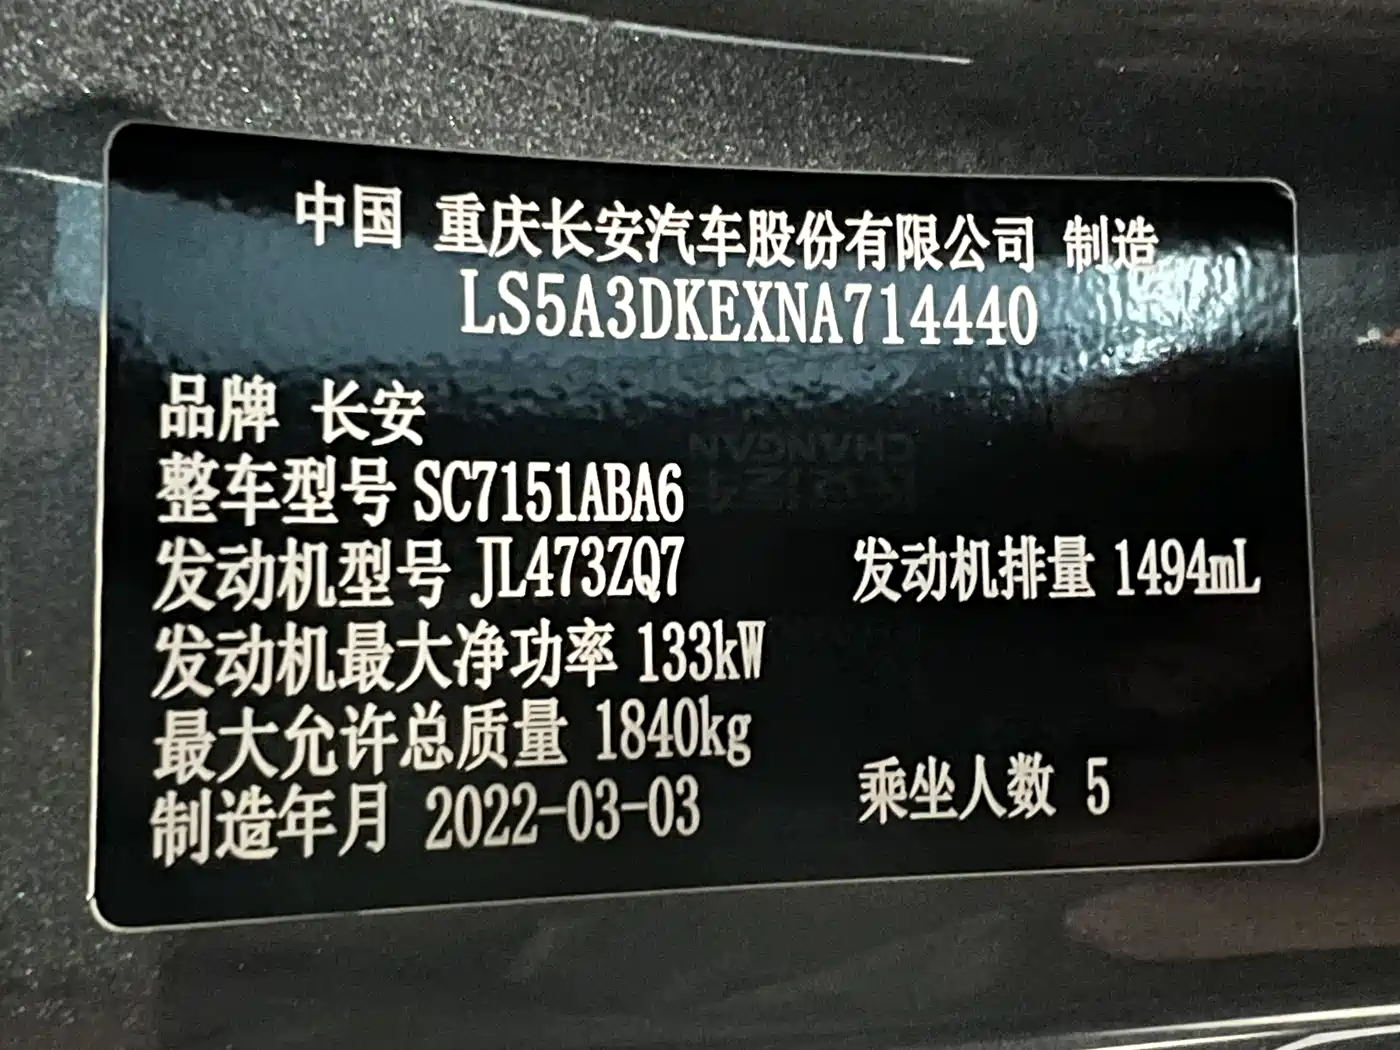 中国 重庆长安汽车股份有限公司 制造
LS5A3DKEXNA714440
品牌 长安
整车型号 SC7151ABA6
发动机型号 JL473ZQ7 发动机排量 1494mL
发动机最大净功率 133kW
最大允许总质量 1840kg
制造年月 2022-03-03 乘坐人数 5
CHANGAN